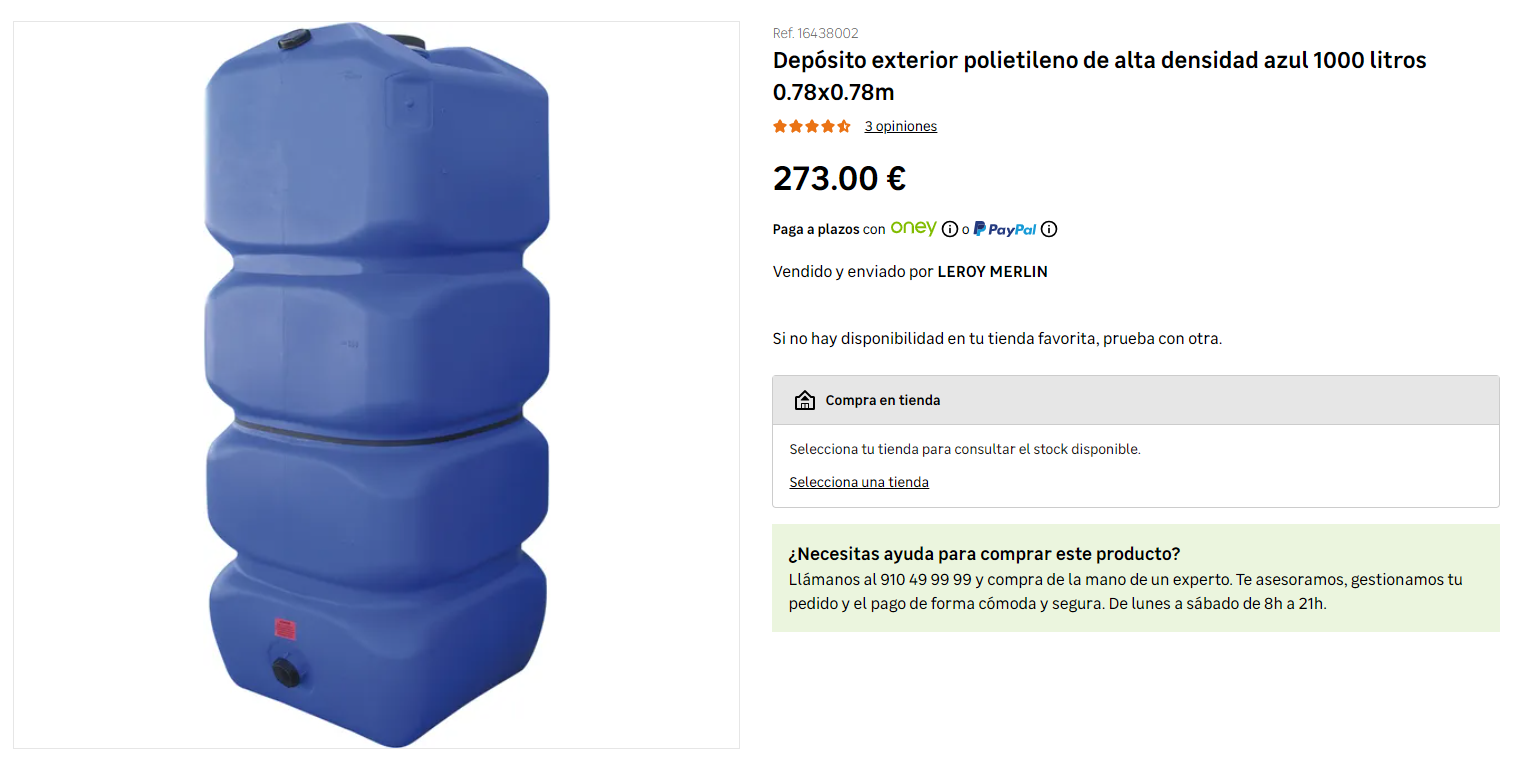 Ref. 16438002
Depósito exterior polietileno de alta densidad azul 1000 litros
0.78x0.78m
3 opiniones
273.00 €
Paga a plazos con oney o PayPal
Vendido y enviado por LEROY MERLIN
Si no hay disponibilidad en tu tienda favorita, prueba con otra.
Compra en tienda
Selecciona tu tienda para consultar el stock disponible.
Selecciona una tienda
¿Necesitas ayuda para comprar este producto?
Llámanos al 910 49 99 99 y compra de la mano de un experto. Te asesoramos, gestionamos tu
pedido y el pago de forma cómoda y segura. De lunes a sábado de 8h a 21h.